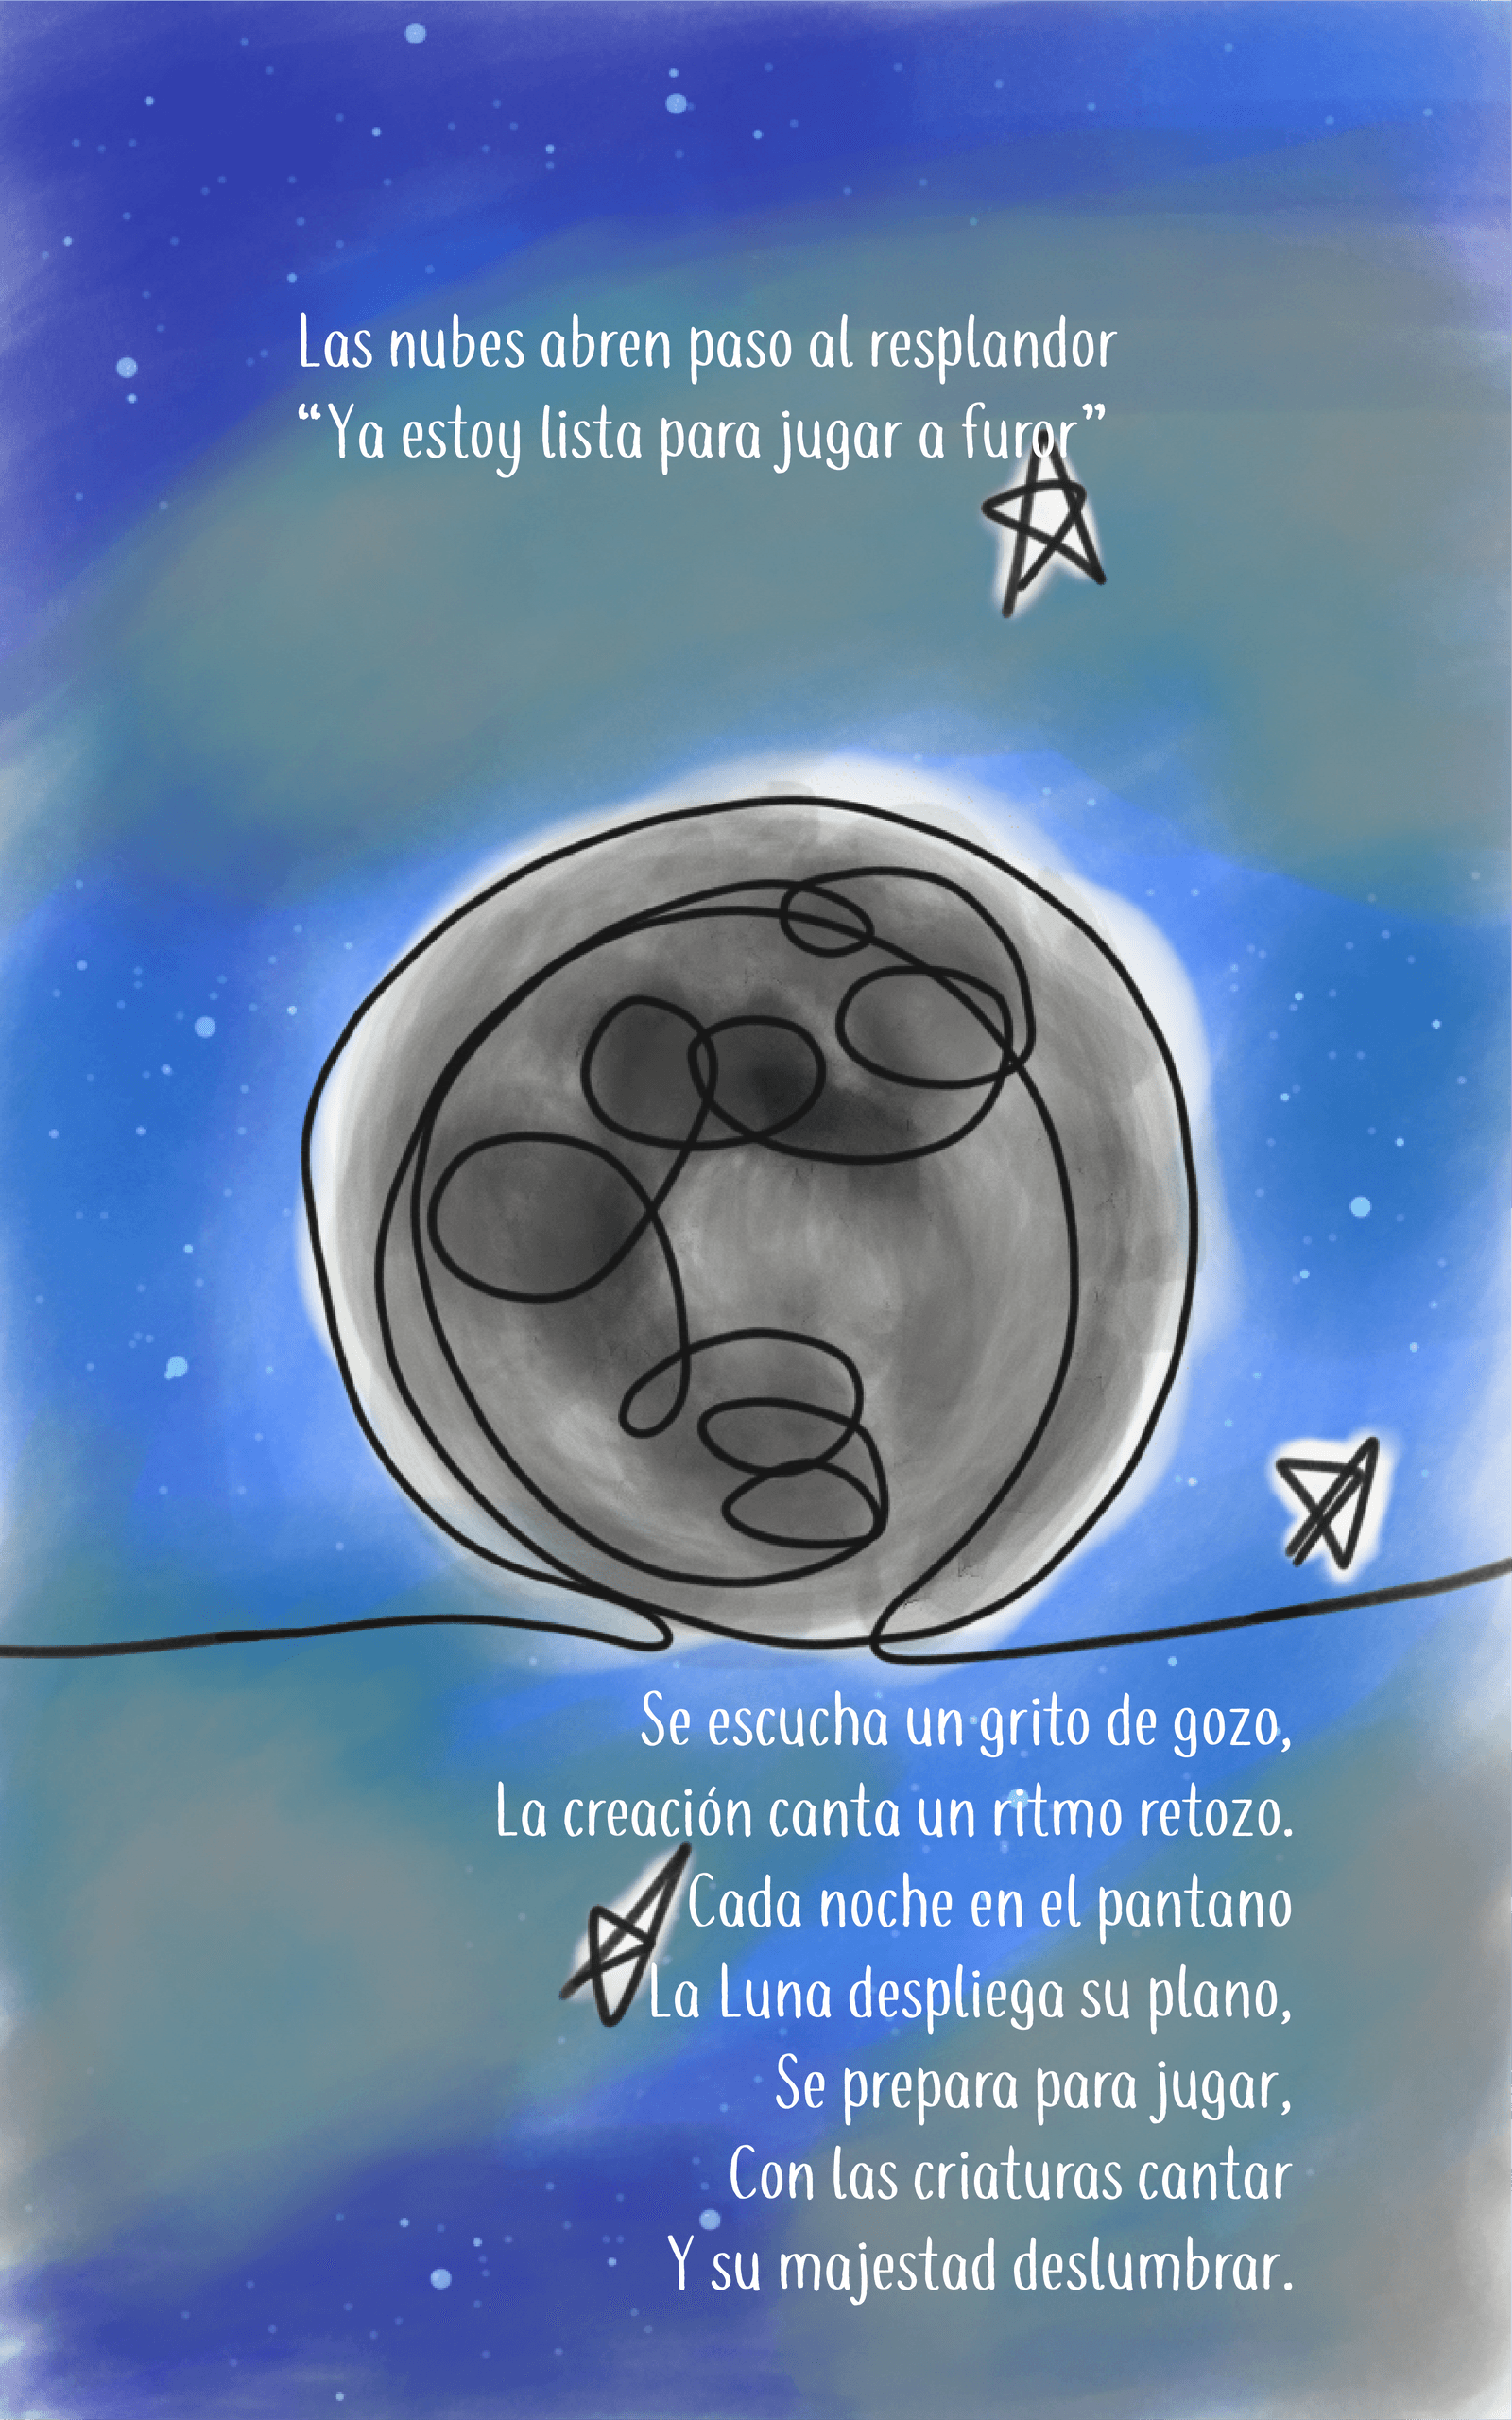 Las nubes abren paso al resplandor
“Ya estoy lista para jugar a furor”
Se escucha un grito de gozo,
La creación canta un ritmo retozo.
Cada noche en el pantano
La Luna despliega su plano,
Se prepara para jugar,
Con las criaturas cantar
Y su majestad deslumbrar.